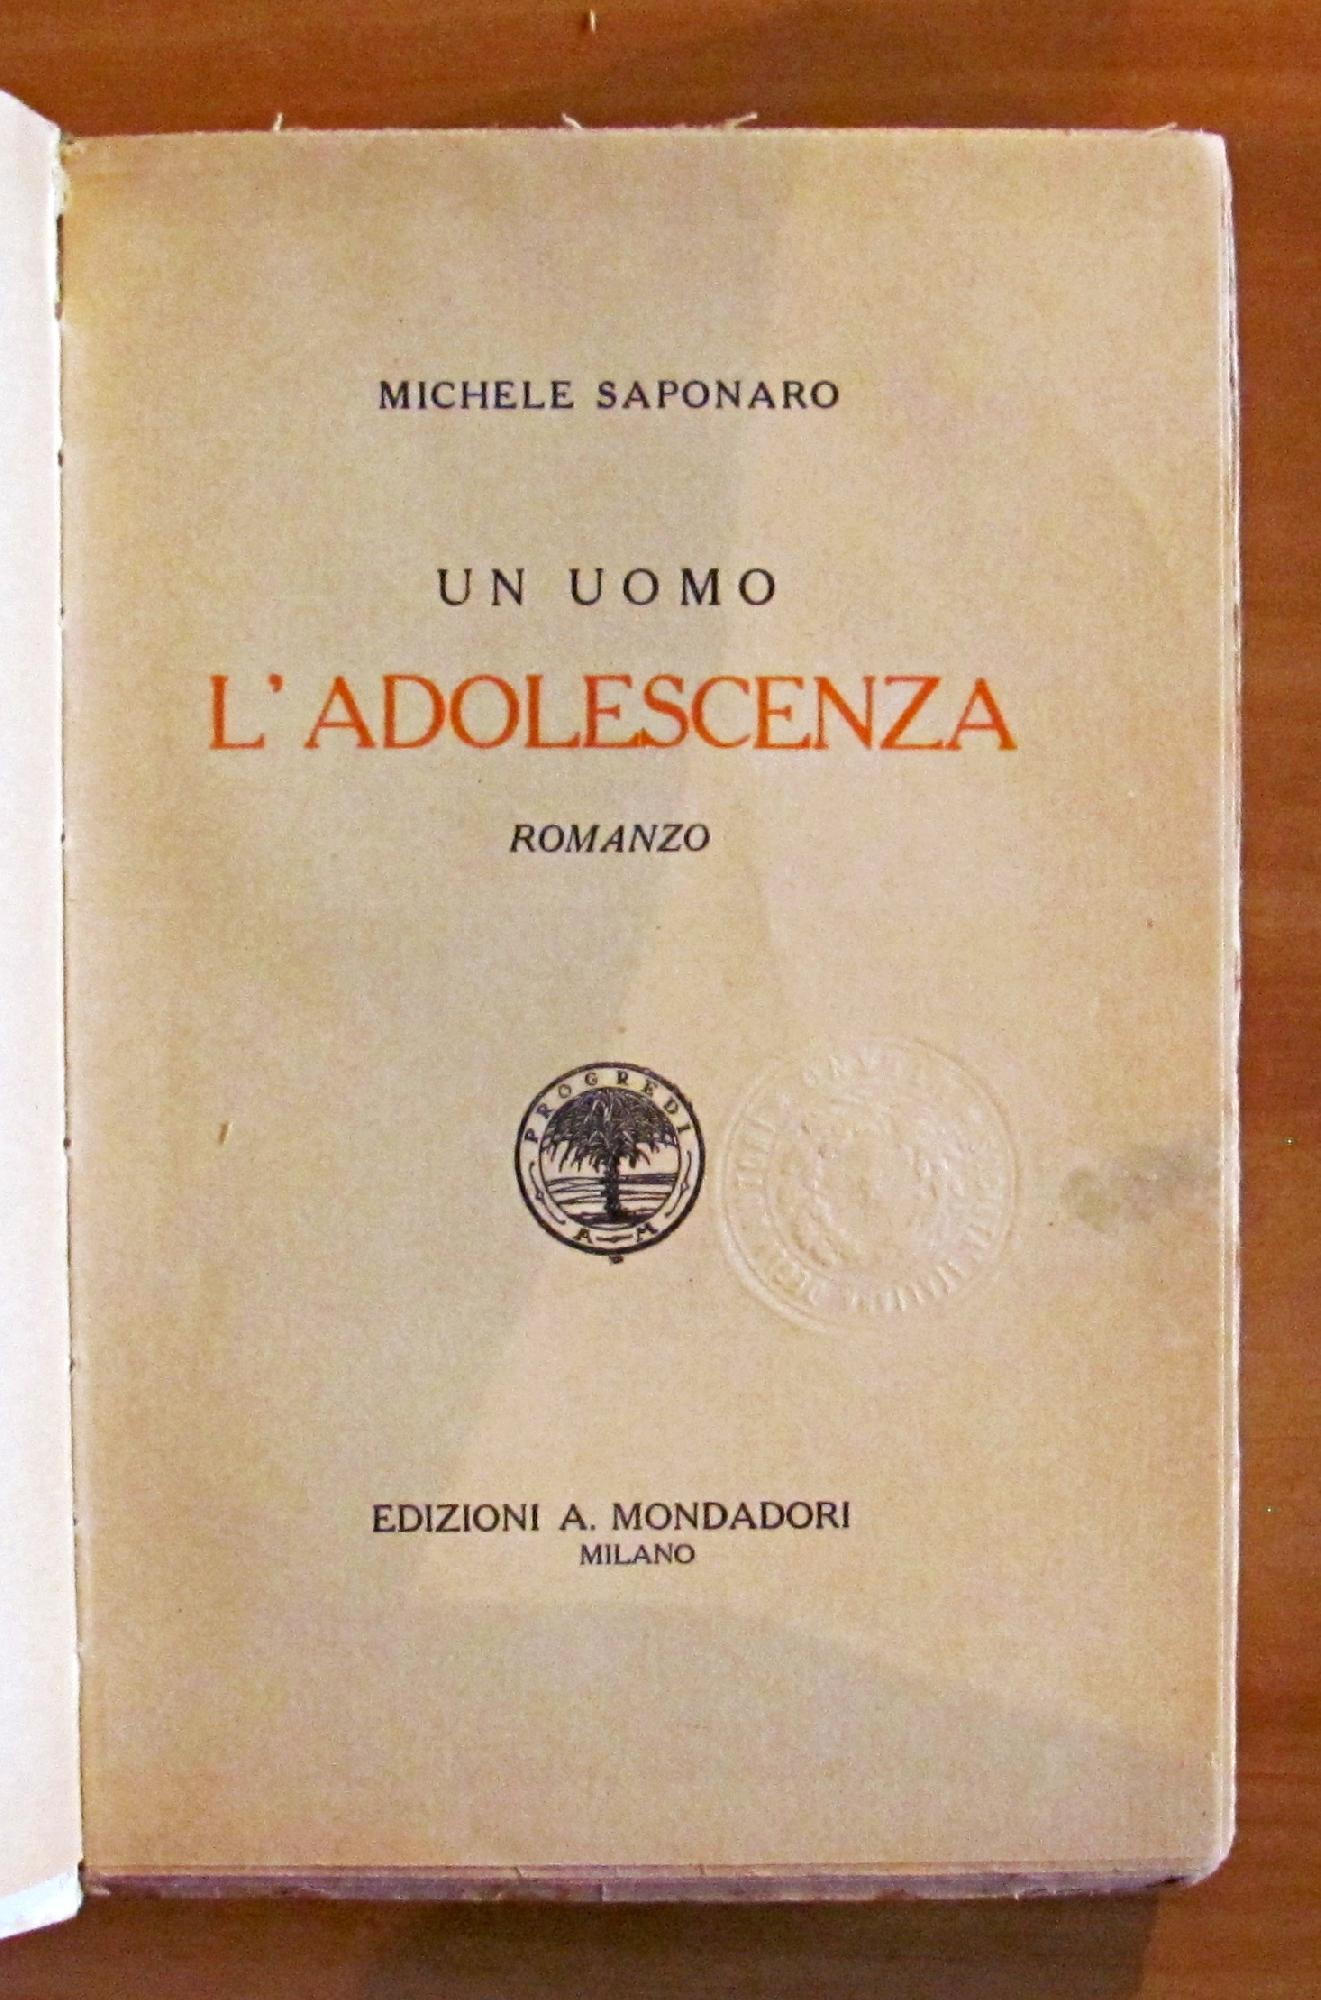 MICHELE SAPONARO
UN UOMO
L'ADOLESCENZA
ROMANZO
PROGREDI
A M
EDIZIONI A. MONDADORI
MILANO